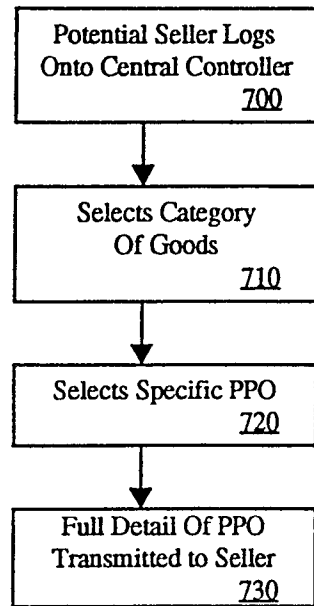 Potential Seller Logs
Onto Central Controller
700
Selects Category
Of Goods
710
Selects Specific PPO
720
Full Detail Of PPO
Transmitted to Seller
730